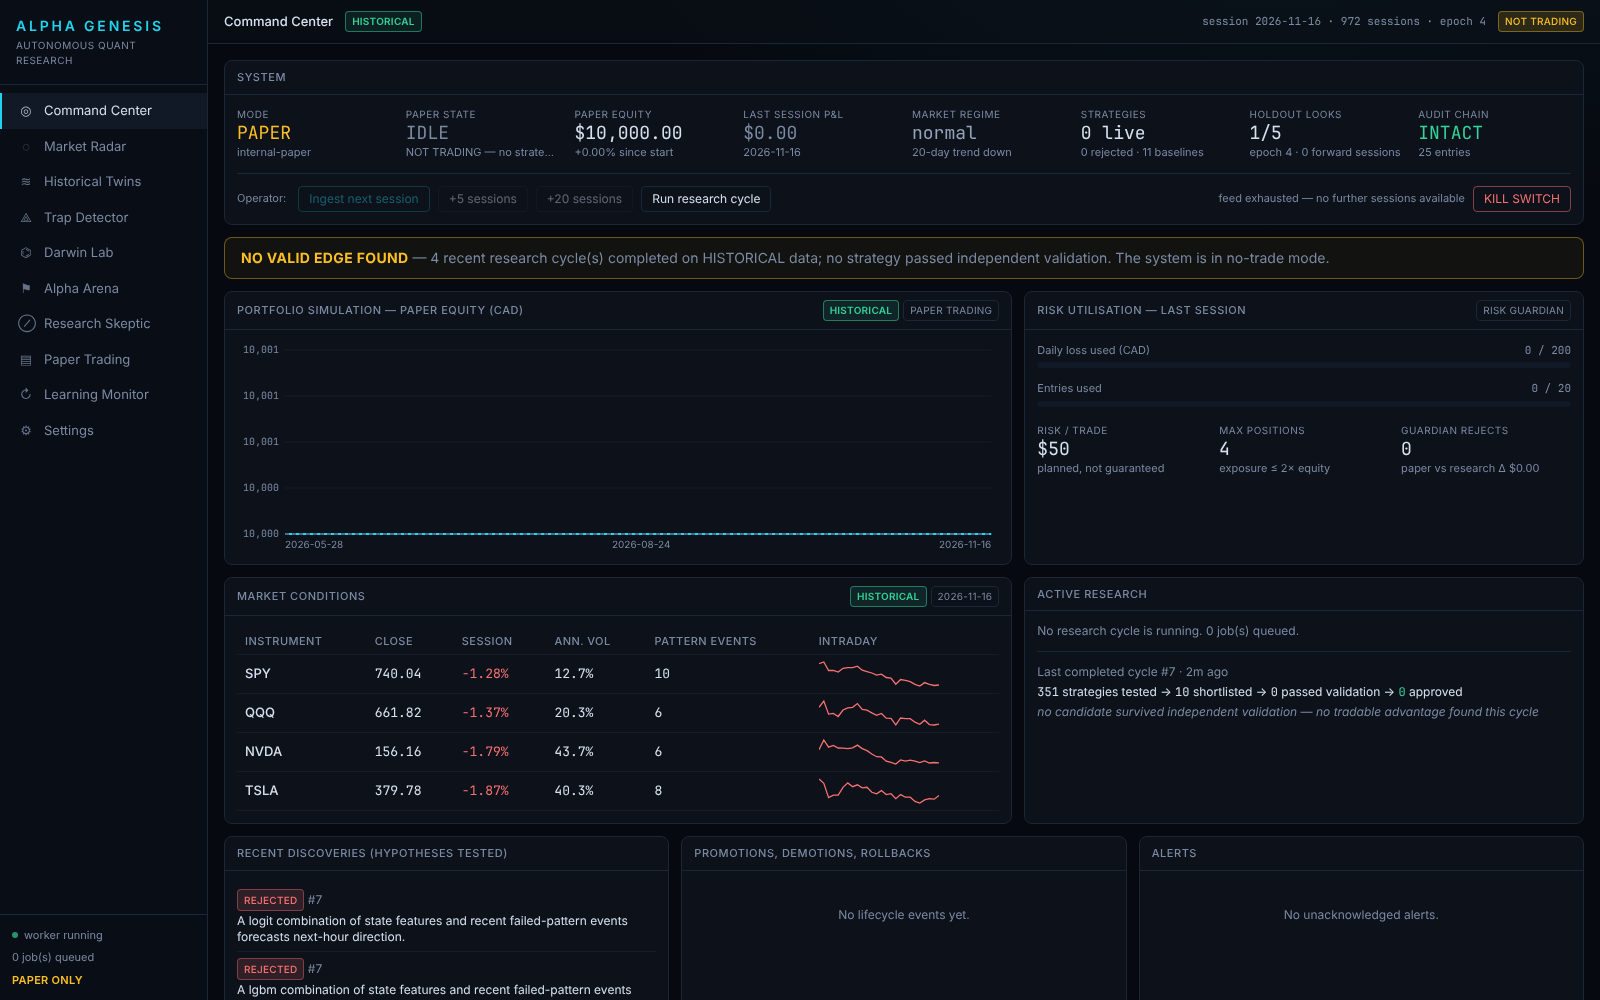 ALPHA GENESIS
AUTONOMOUS QUANT
RESEARCH
Command Center
Market Radar
Historical Twins
Trap Detector
Darwin Lab
Alpha Arena
Research Skeptic
Paper Trading
Learning Monitor
Settings
worker running
0 job(s) queued
PAPER ONLY
Command Center HISTORICAL
session 2026-11-16 · 972 sessions · epoch 4 NOT TRADING
SYSTEM
MODE
PAPER
internal-paper
PAPER STATE
IDLE
NOT TRADING — no strate...
PAPER EQUITY
$10,000.00
+0.00% since start
LAST SESSION P&L
$0.00
2026-11-16
MARKET REGIME
normal
20-day trend down
STRATEGIES
0 live
0 rejected · 11 baselines
HOLDOUT LOOKS
1/5
epoch 4 · 0 forward sessions
AUDIT CHAIN
INTACT
25 entries
Operator: Ingest next session +5 sessions +20 sessions Run research cycle
feed exhausted — no further sessions available KILL SWITCH
NO VALID EDGE FOUND — 4 recent research cycle(s) completed on HISTORICAL data; no strategy passed independent validation. The system is in no-trade mode.
PORTFOLIO SIMULATION — PAPER EQUITY (CAD) HISTORICAL PAPER TRADING
10,001
10,001
10,001
10,000
10,000
2026-05-28 2026-08-24 2026-11-16
RISK UTILISATION — LAST SESSION RISK GUARDIAN
Daily loss used (CAD) 0 / 200
Entries used 0 / 20
RISK / TRADE
$50
planned, not guaranteed
MAX POSITIONS
4
exposure ≤ 2× equity
GUARDIAN REJECTS
0
paper vs research Δ $0.00
MARKET CONDITIONS HISTORICAL 2026-11-16
INSTRUMENT CLOSE SESSION ANN. VOL PATTERN EVENTS INTRADAY
SPY 740.04 -1.28% 12.7% 10
QQQ 661.82 -1.37% 20.3% 6
NVDA 156.16 -1.79% 43.7% 6
TSLA 379.78 -1.87% 40.3% 8
ACTIVE RESEARCH
No research cycle is running. 0 job(s) queued.
Last completed cycle #7 · 2m ago
351 strategies tested → 10 shortlisted → 0 passed validation → 0 approved
no candidate survived independent validation — no tradable advantage found this cycle
RECENT DISCOVERIES (HYPOTHESES TESTED)
REJECTED #7
A logit combination of state features and recent failed-pattern events
forecasts next-hour direction.
REJECTED #7
A lgbm combination of state features and recent failed-pattern events
PROMOTIONS, DEMOTIONS, ROLLBACKS
No lifecycle events yet.
ALERTS
No unacknowledged alerts.